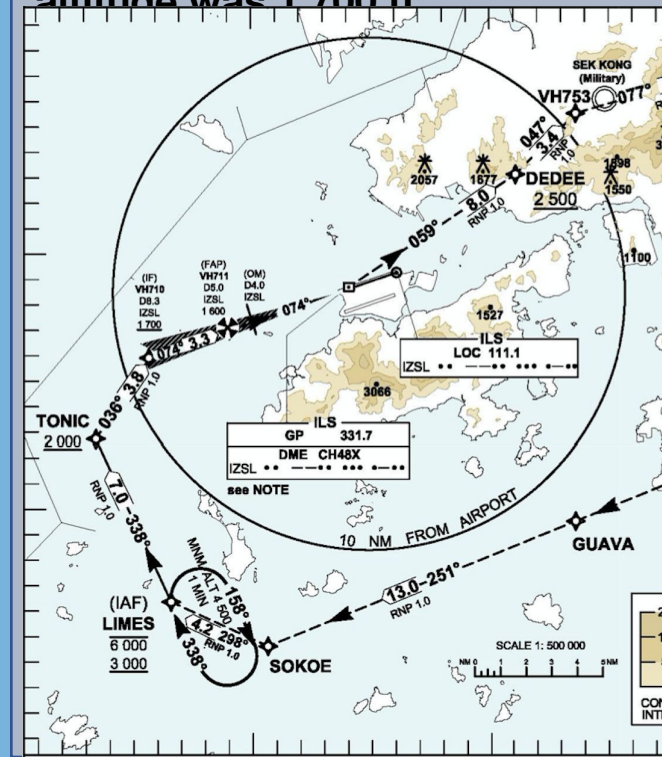 altitude was 1 700 ft
SEK KONG
(Military)
VH753
077°
047°
3.4
RNP
1.0
1898
1550
2057
1677
DEDEE
2 500
8.0
RNP 1.0
059°
1100
(IF)
VH710
D8.3
IZSL
1 700
(FAP)
VH711
D5.0
IZSL
1 600
(OM)
D4.0
IZSL
074°
074° 3.3
1527
ILS
LOC 111.1
IZSL
036° 3.8
RNP 1.0
3066
TONIC
2 000
ILS
GP 331.7
DME CH48X
IZSL
see NOTE
7.0-338°
RNP 1.0
10 NM FROM AIRPORT
GUAVA
13.0-251°
RNP 1.0
MNM ALT 4 500
1 MIN
158°
(IAF)
LIMES
6 000
3 000
4.2 298°
RNP 1.0
338°
SOKOE
SCALE 1: 500 000
NM 0 1 2 3 4 5NM